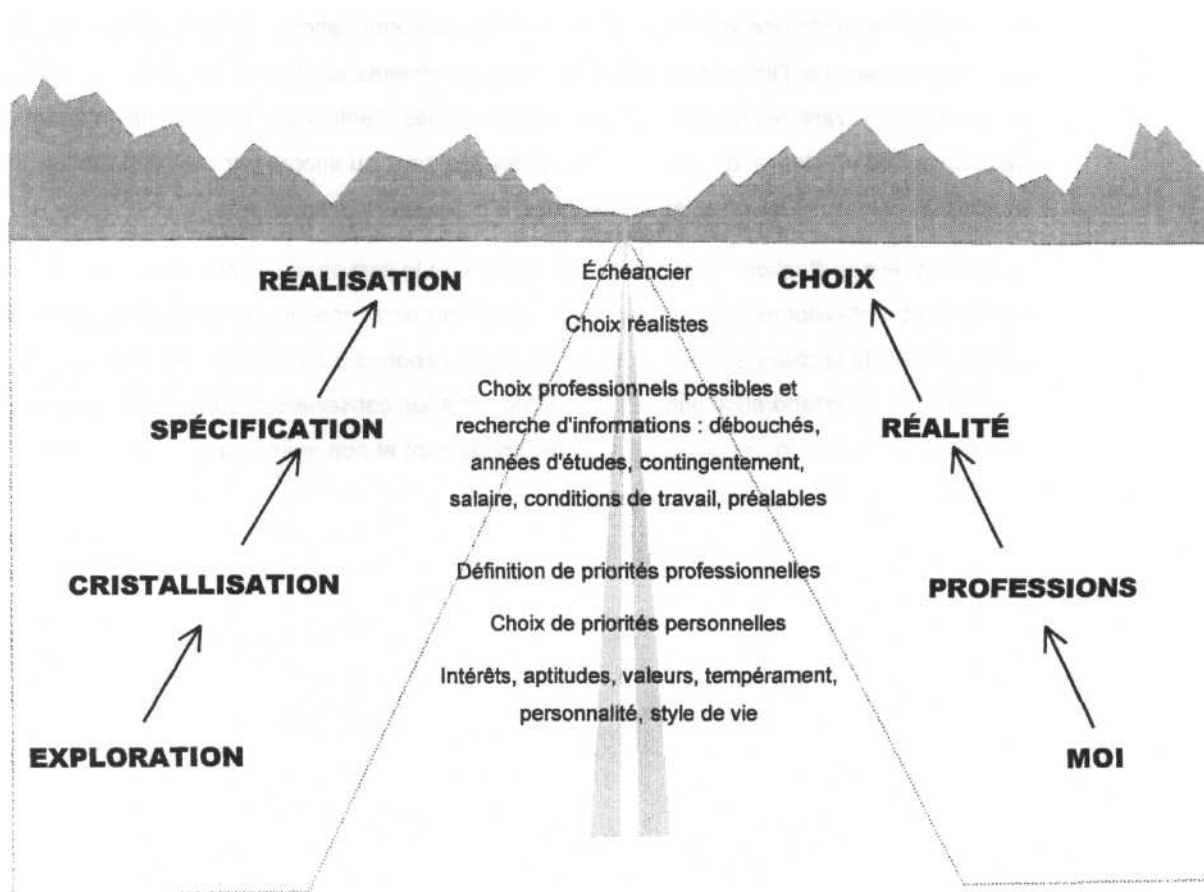 Échéancier
RÉALISATION
CHOIX
Choix réalistes
Choix professionnels possibles et
recherche d'informations : débouchés,
années d'études, contingentement,
salaire, conditions de travail, préalables
SPÉCIFICATION
RÉALITÉ
Définition de priorités professionnelles
CRISTALLISATION
PROFESSIONS
Choix de priorités personnelles
Intérêts, aptitudes, valeurs, tempérament,
personnalité, style de vie
EXPLORATION
MOI